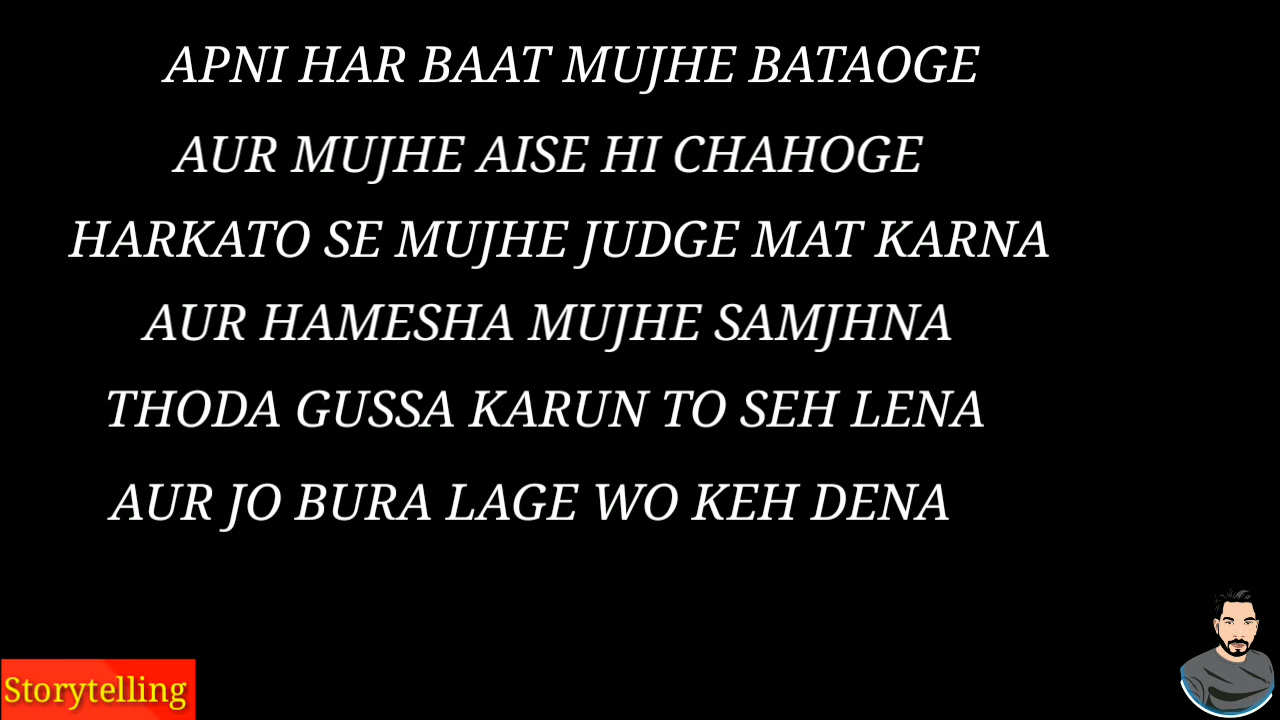 APNI HAR BAAT MUJHE BATAOGE
AUR MUJHE AISE HI CHAHOGE
HARKATO SE MUJHE JUDGE MAT KARNA
AUR HAMESHA MUJHE SAMJHNA
THODA GUSSA KARUN TO SEH LENA
AUR JO BURA LAGE WO KEH DENA
Storytelling